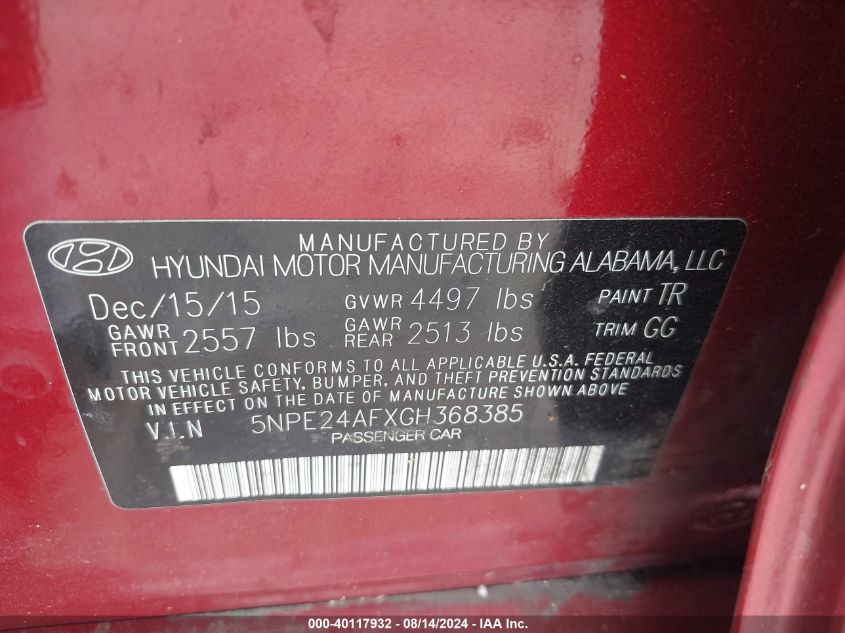 MANUFACTURED BY
HYUNDAI MOTOR MANUFACTURING ALABAMA, LLC
Dec/15/15 GVWR 4497 lbs PAINT TR
GAWR FRONT 2557 lbs GAWR REAR 2513 lbs TRIM GG
THIS VEHICLE CONFORMS TO ALL APPLICABLE U.S.A. FEDERAL
MOTOR VEHICLE SAFETY, BUMPER, AND THEFT PREVENTION STANDARDS
IN EFFECT ON THE DATE OF MANUFACTURE SHOWN ABOVE
V.I.N 5NPE24AFXGH368385
PASSENGER CAR
000-40117932 - 08/14/2024 - IAA Inc.